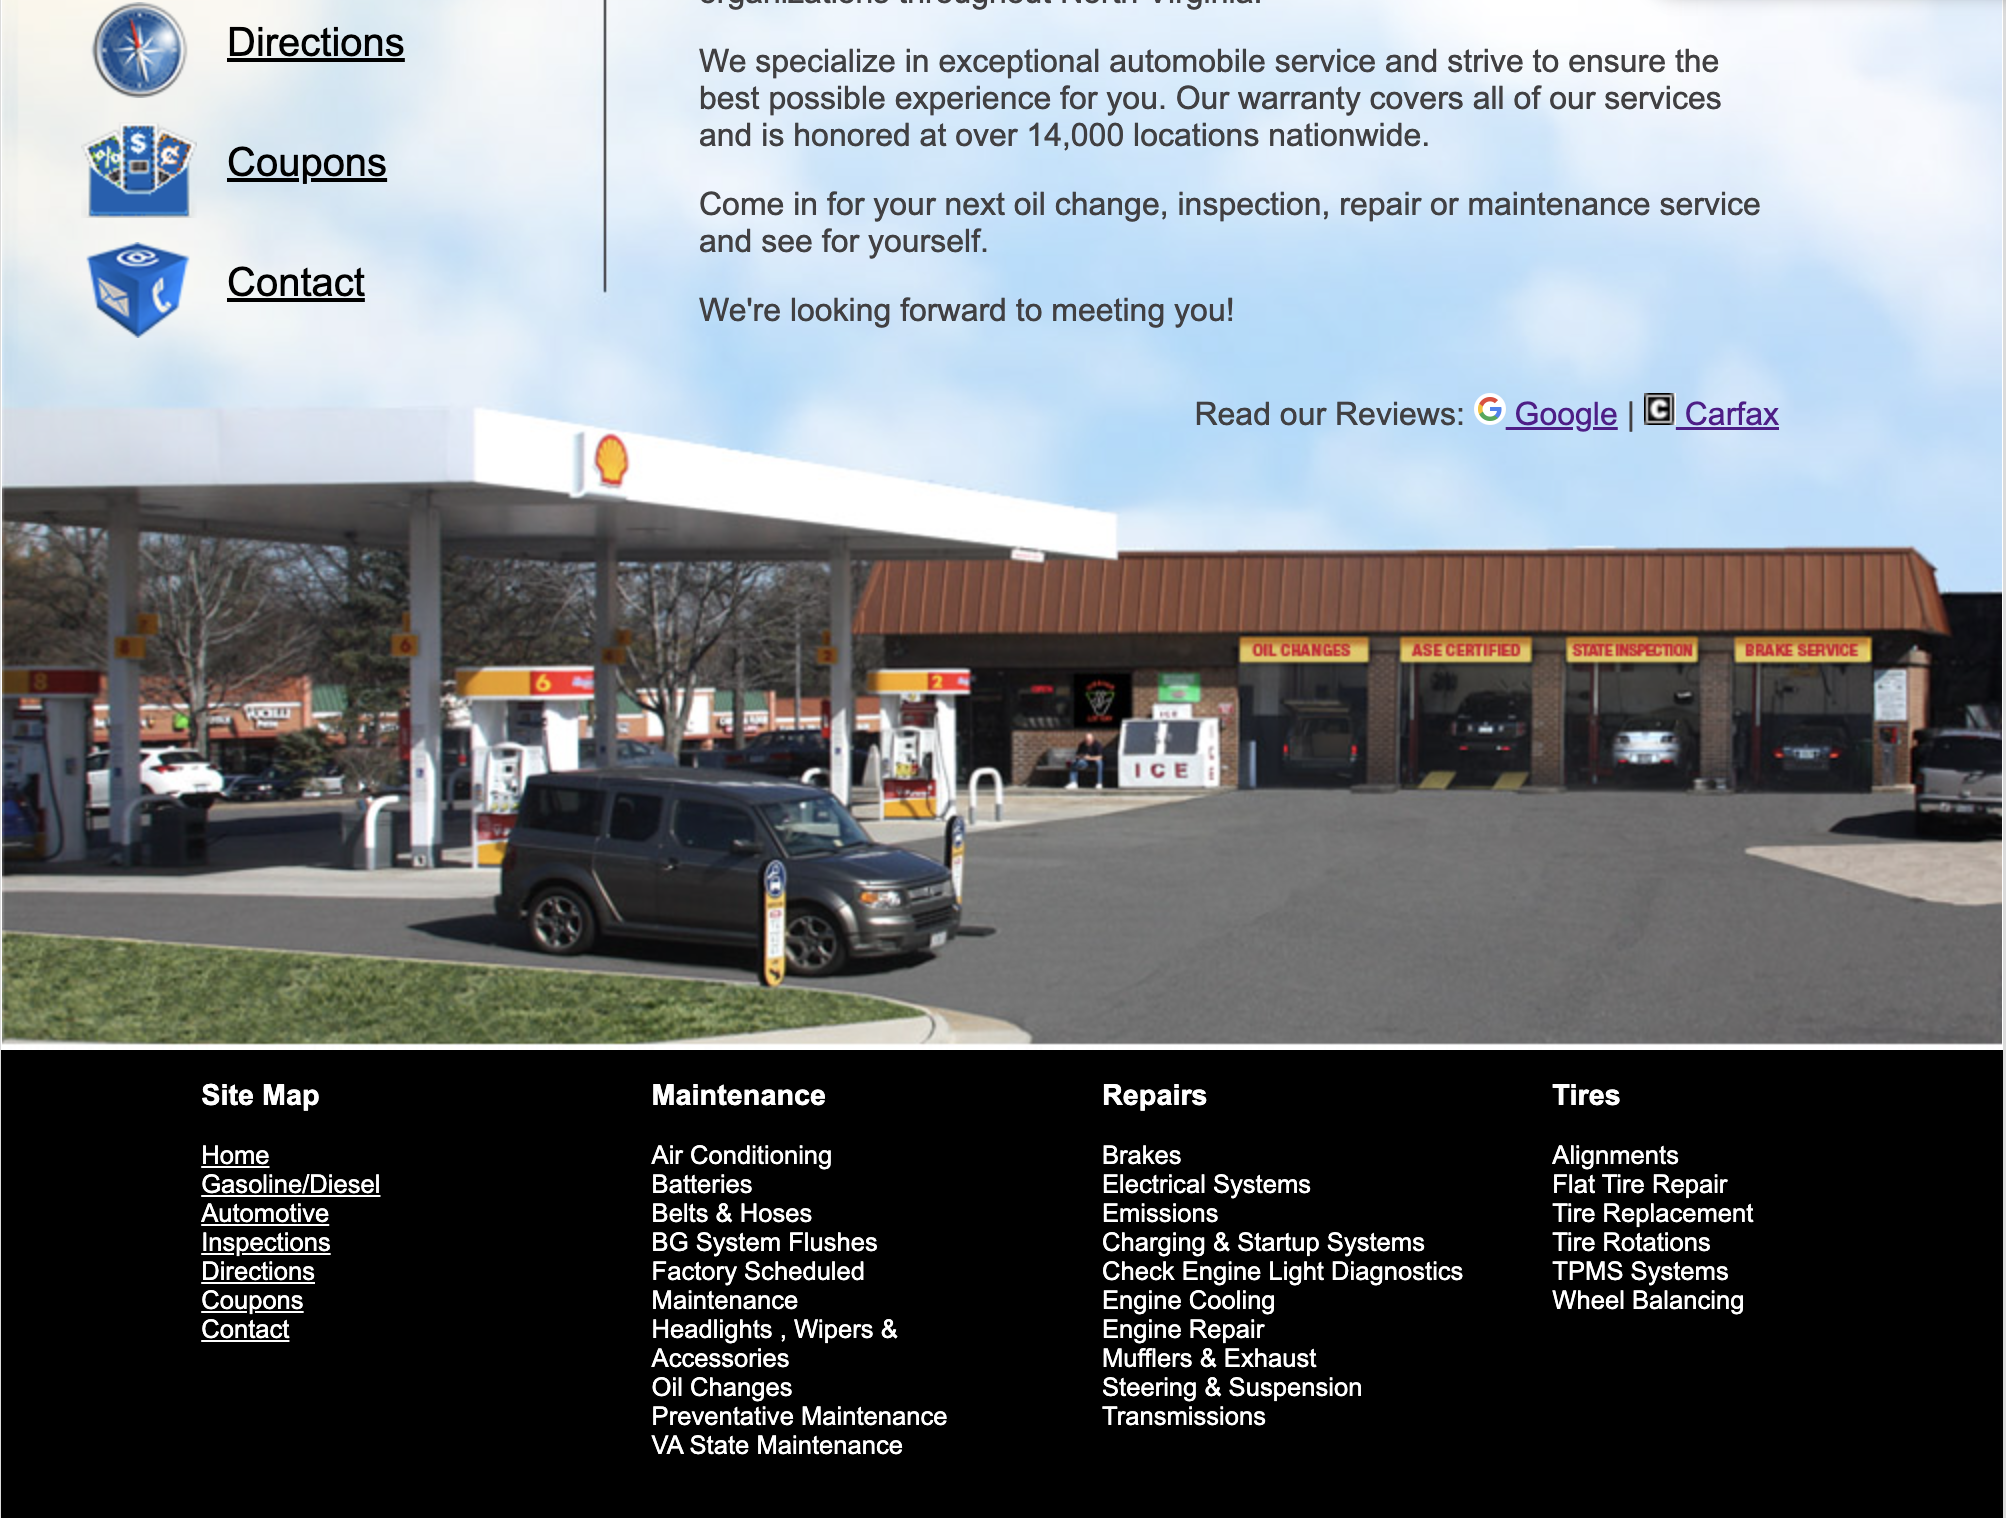 Directions
Coupons
Contact
We specialize in exceptional automobile service and strive to ensure the
best possible experience for you. Our warranty covers all of our services
and is honored at over 14,000 locations nationwide.
Come in for your next oil change, inspection, repair or maintenance service
and see for yourself.
We're looking forward to meeting you!
Read our Reviews: Google | Carfax
OIL CHANGES
ASE CERTIFIED
STATE INSPECTION
BRAKE SERVICE
8
6
2
6
ICE
ICE
Site Map
Home
Gasoline/Diesel
Automotive
Inspections
Directions
Coupons
Contact
Maintenance
Air Conditioning
Batteries
Belts & Hoses
BG System Flushes
Factory Scheduled
Maintenance
Headlights , Wipers &
Accessories
Oil Changes
Preventative Maintenance
VA State Maintenance
Repairs
Brakes
Electrical Systems
Emissions
Charging & Startup Systems
Check Engine Light Diagnostics
Engine Cooling
Engine Repair
Mufflers & Exhaust
Steering & Suspension
Transmissions
Tires
Alignments
Flat Tire Repair
Tire Replacement
Tire Rotations
TPMS Systems
Wheel Balancing